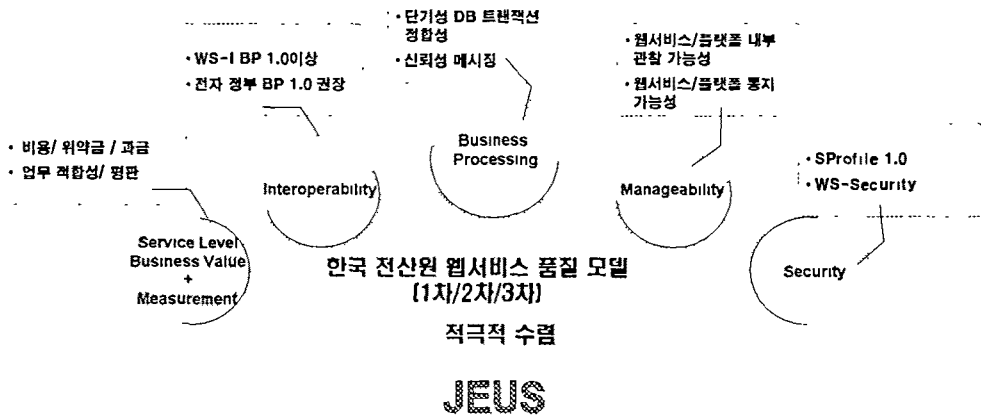 • 단기성 DB 트랜잭션
정합성
• 신뢰성 메시징
• WS-I BP 1.00이상
• 전자 정부 BP 1.0 권장
• 웹서비스/플랫폼 내부
관찰 가능성
• 웹서비스/플랫폼 통지
가능성
• 비용/ 위약금 / 과금
• 업무 적합성/ 평판
• SProfile 1.0
• WS-Security
Business
Processing
Interoperability
Manageability
Service Level
Business Value
+
Measurement
Security
한국 전산원 웹서비스 품질 모델
(1차/2차/3차)
적극적 수렴
JEUS